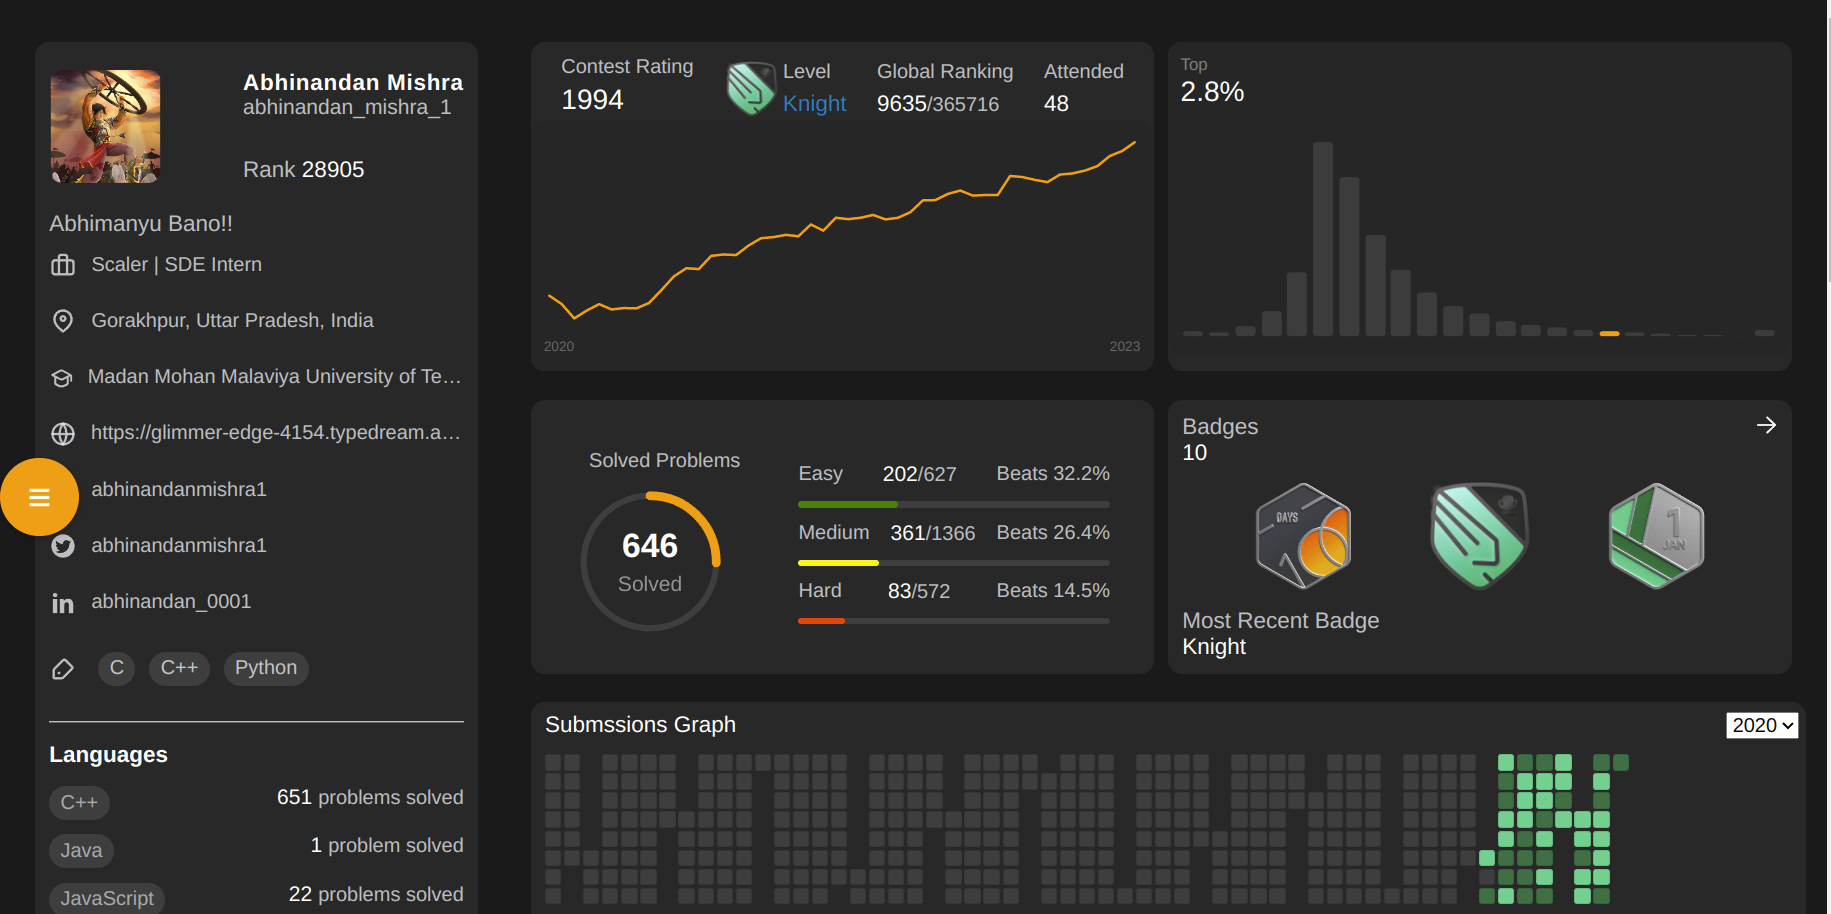 Abhinandan Mishra
abhinandan_mishra_1
Rank 28905
Abhimanyu Bano!!
Scaler | SDE Intern
Gorakhpur, Uttar Pradesh, India
Madan Mohan Malaviya University of Te...
https://glimmer-edge-4154.typedream.a...
abhinandanmishra1
abhinandanmishra1
abhinandan_0001
C C++ Python
Languages
C++ 651 problems solved
Java 1 problem solved
JavaScript 22 problems solved
Contest Rating
1994
Level
Knight
Global Ranking
9635/365716
Attended
48
2020 2023
Top
2.8%
Solved Problems
646
Solved
Easy 202/627 Beats 32.2%
Medium 361/1366 Beats 26.4%
Hard 83/572 Beats 14.5%
Badges
10
DAYS
1
JAN
Most Recent Badge
Knight
Submssions Graph
2020